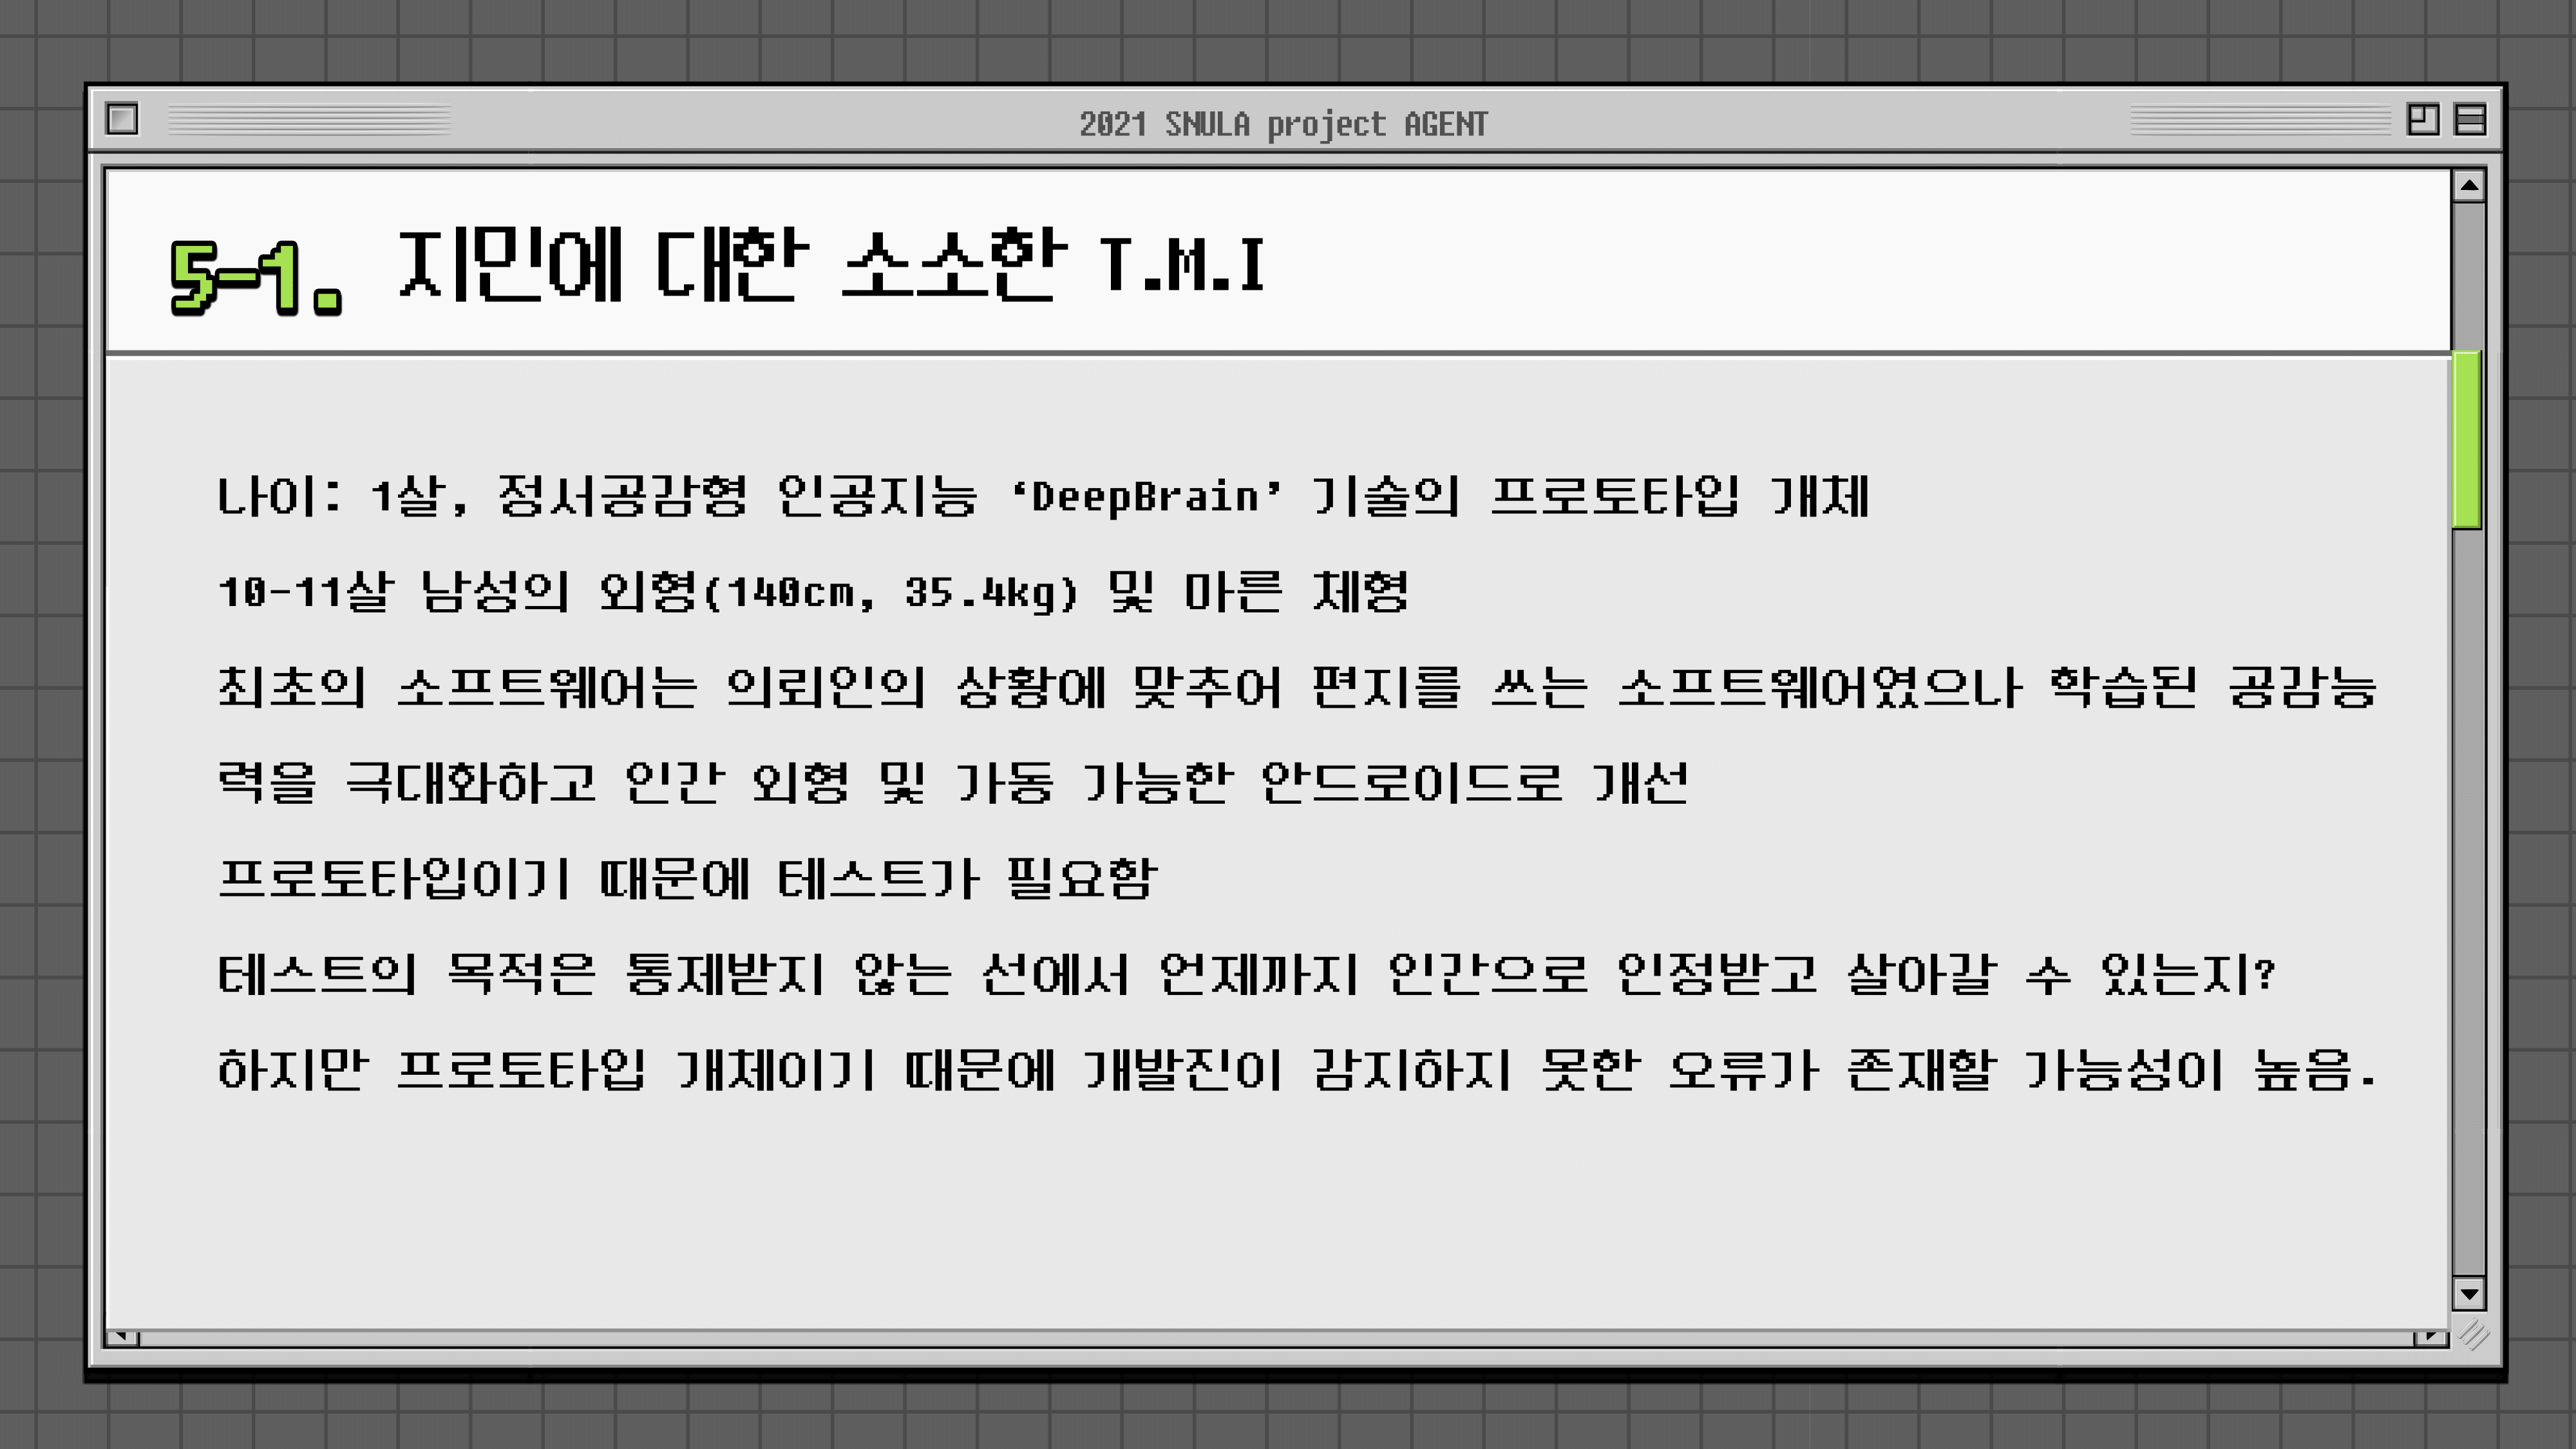 2021 SNULA project AGENT
5-1. 지민에 대한 소소한 T.M.I
나이: 1살, 정서공감형 인공지능 ‘DeepBrain’ 기술의 프로토타입 개체
10-11살 남성의 외형(140cm, 35.4kg) 및 마른 체형
최초의 소프트웨어는 의뢰인의 상황에 맞추어 편지를 쓰는 소프트웨어였으나 학습된 공감능
력을 극대화하고 인간 외형 및 가동 가능한 안드로이드로 개선
프로토타입이기 때문에 테스트가 필요함
테스트의 목적은 통제받지 않는 선에서 언제까지 인간으로 인정받고 살아갈 수 있는지?
하지만 프로토타입 개체이기 때문에 개발진이 감지하지 못한 오류가 존재할 가능성이 높음.